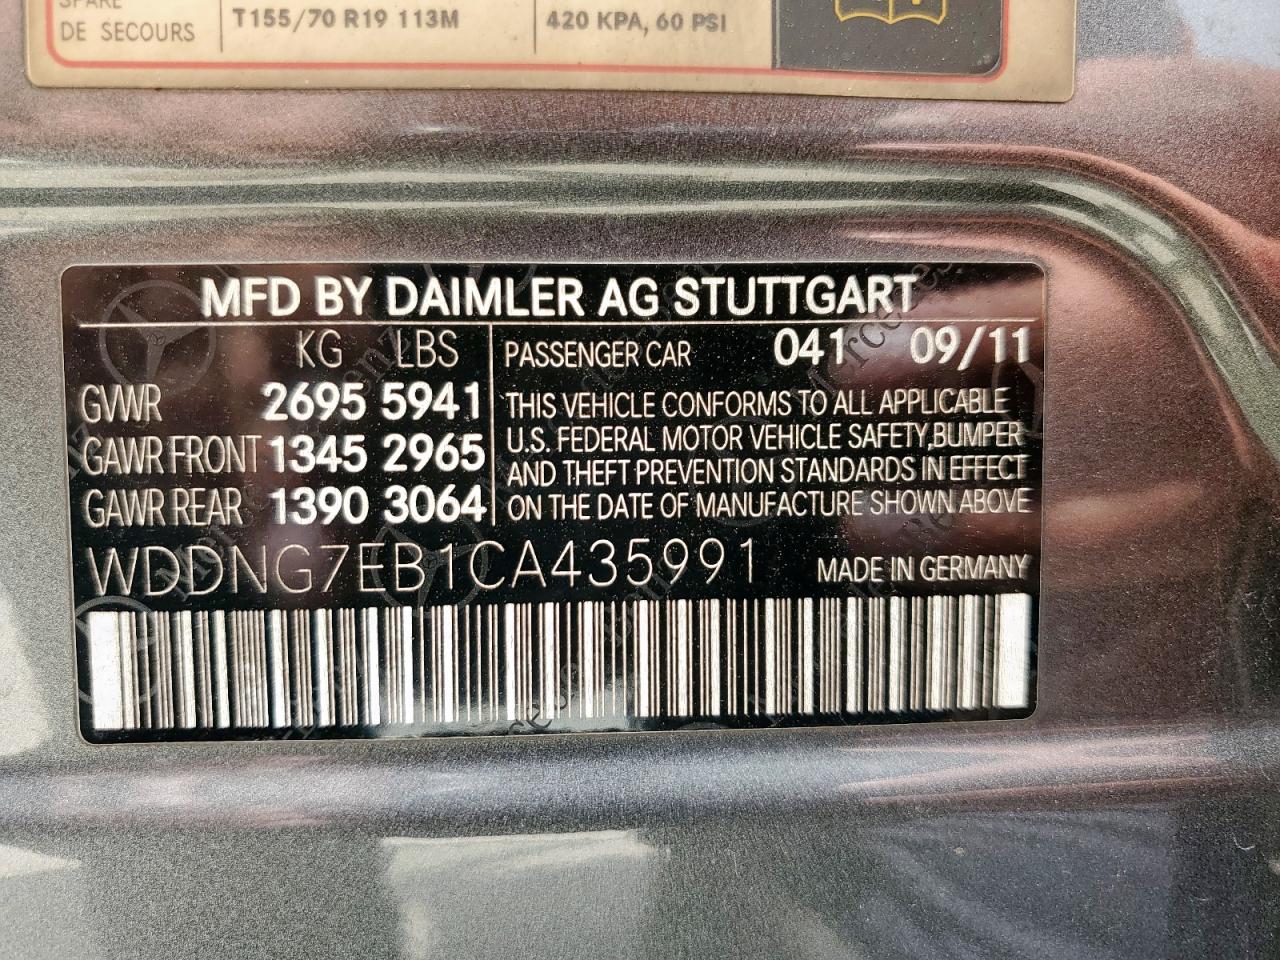 SPARE
DE SECOURS T155/70 R19 113M 420 KPA, 60 PSI
MFD BY DAIMLER AG STUTTGART
KG LBS PASSENGER CAR 041 09/11
GVWR 2695 5941
GAWR FRONT 1345 2965
GAWR REAR 1390 3064
THIS VEHICLE CONFORMS TO ALL APPLICABLE
U.S. FEDERAL MOTOR VEHICLE SAFETY,BUMPER
AND THEFT PREVENTION STANDARDS IN EFFECT
ON THE DATE OF MANUFACTURE SHOWN ABOVE
WDDNG7EB1CA435991 MADE IN GERMANY